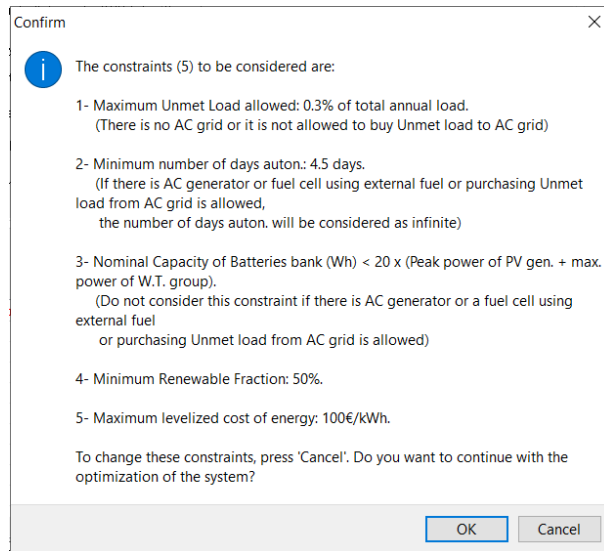 Confirm
The constraints (5) to be considered are:
1- Maximum Unmet Load allowed: 0.3% of total annual load.
(There is no AC grid or it is not allowed to buy Unmet load to AC grid)
2- Minimum number of days auton.: 4.5 days.
(If there is AC generator or fuel cell using external fuel or purchasing Unmet
load from AC grid is allowed,
the number of days auton. will be considered as infinite)
3- Nominal Capacity of Batteries bank (Wh) < 20 x (Peak power of PV gen. + max.
power of W.T. group).
(Do not consider this constraint if there is AC generator or a fuel cell using
external fuel
or purchasing Unmet load from AC grid is allowed)
4- Minimum Renewable Fraction: 50%.
5- Maximum levelized cost of energy: 100€/kWh.
To change these constraints, press 'Cancel'. Do you want to continue with the
optimization of the system?
OK
Cancel